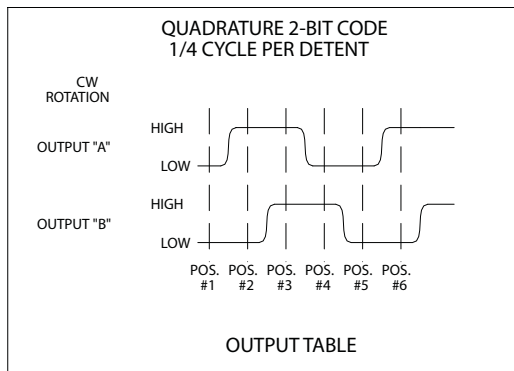 QUADRATURE 2-BIT CODE
1/4 CYCLE PER DETENT
CW
ROTATION
HIGH
OUTPUT "A"
LOW
HIGH
OUTPUT "B"
LOW
POS. POS. POS. POS. POS. POS.
#1 #2 #3 #4 #5 #6
OUTPUT TABLE